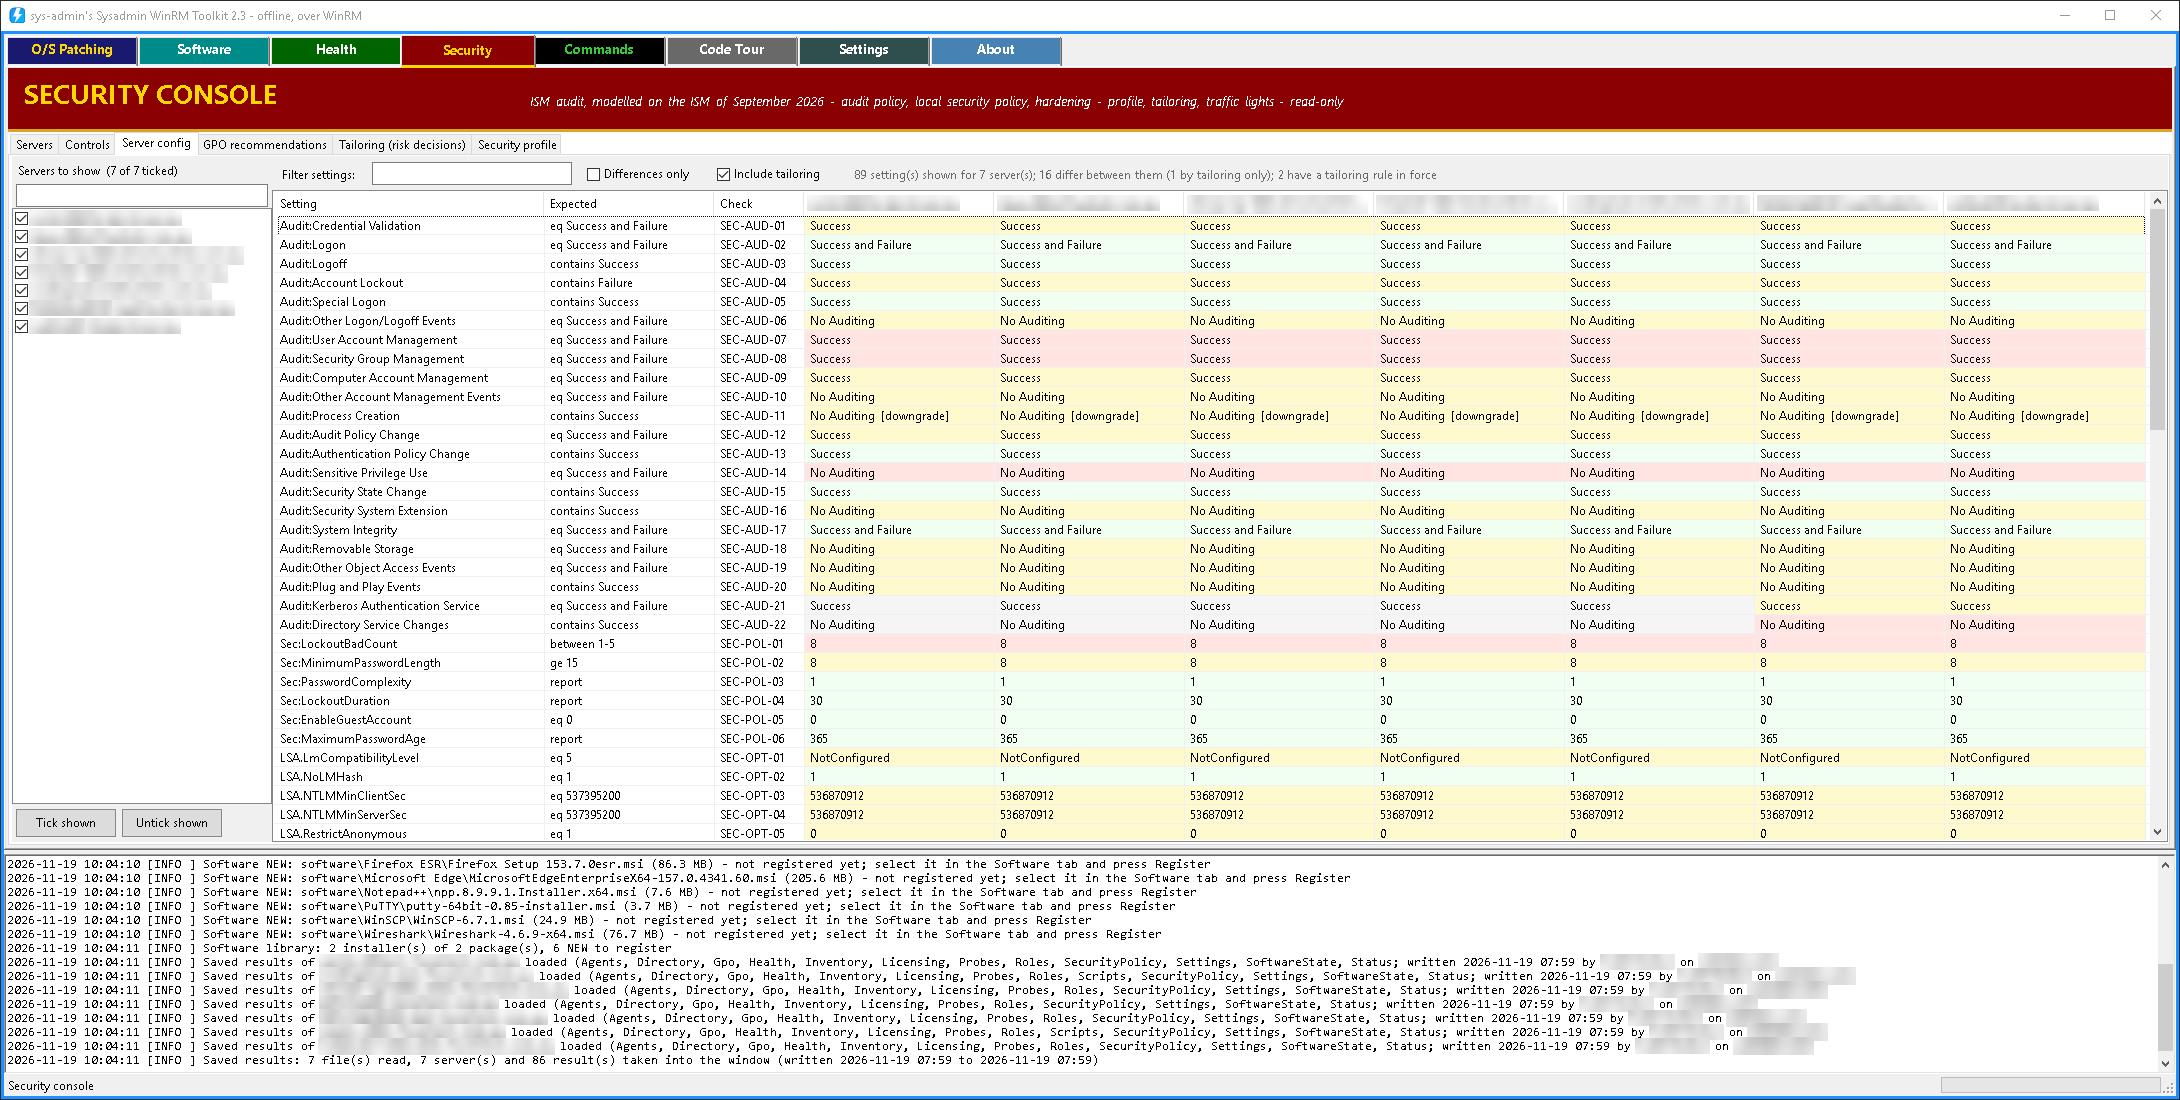 sys-admin's Sysadmin WinRM Toolkit 2.3 - offline, over WinRM
O/S Patching Software Health Security Commands Code Tour Settings About
SECURITY CONSOLE
ISM audit, modelled on the ISM of September 2026 - audit policy, local security policy, hardening - profile, tailoring, traffic lights - read-only
Servers Controls Server config GPO recommendations Tailoring (risk decisions) Security profile
Servers to show (7 of 7 ticked)
Filter settings: Differences only Include tailoring 89 setting(s) shown for 7 server(s); 16 differ between them (1 by tailoring only); 2 have a tailoring rule in force
Setting Expected Check
Audit:Credential Validation eq Success and Failure SEC-AUD-01 Success Success Success Success Success Success Success
Audit:Logon eq Success and Failure SEC-AUD-02 Success and Failure Success and Failure Success and Failure Success and Failure Success and Failure Success and Failure Success and Failure
Audit:Logoff contains Success SEC-AUD-03 Success Success Success Success Success Success Success
Audit:Account Lockout contains Failure SEC-AUD-04 Success Success Success Success Success Success Success
Audit:Special Logon contains Success SEC-AUD-05 Success Success Success Success Success Success Success
Audit:Other Logon/Logoff Events eq Success and Failure SEC-AUD-06 No Auditing No Auditing No Auditing No Auditing No Auditing No Auditing No Auditing
Audit:User Account Management eq Success and Failure SEC-AUD-07 Success Success Success Success Success Success Success
Audit:Security Group Management eq Success and Failure SEC-AUD-08 Success Success Success Success Success Success Success
Audit:Computer Account Management eq Success and Failure SEC-AUD-09 Success Success Success Success Success Success Success
Audit:Other Account Management Events eq Success and Failure SEC-AUD-10 No Auditing No Auditing No Auditing No Auditing No Auditing No Auditing No Auditing
Audit:Process Creation contains Success SEC-AUD-11 No Auditing [downgrade] No Auditing [downgrade] No Auditing [downgrade] No Auditing [downgrade] No Auditing [downgrade] No Auditing [downgrade] No Auditing [downgrade]
Audit:Audit Policy Change eq Success and Failure SEC-AUD-12 Success Success Success Success Success Success Success
Audit:Authentication Policy Change contains Success SEC-AUD-13 Success Success Success Success Success Success Success
Audit:Sensitive Privilege Use eq Success and Failure SEC-AUD-14 No Auditing No Auditing No Auditing No Auditing No Auditing No Auditing No Auditing
Audit:Security State Change contains Success SEC-AUD-15 Success Success Success Success Success Success Success
Audit:Security System Extension contains Success SEC-AUD-16 No Auditing No Auditing No Auditing No Auditing No Auditing No Auditing No Auditing
Audit:System Integrity eq Success and Failure SEC-AUD-17 Success and Failure Success and Failure Success and Failure Success and Failure Success and Failure Success and Failure Success and Failure
Audit:Removable Storage eq Success and Failure SEC-AUD-18 No Auditing No Auditing No Auditing No Auditing No Auditing No Auditing No Auditing
Audit:Other Object Access Events eq Success and Failure SEC-AUD-19 No Auditing No Auditing No Auditing No Auditing No Auditing No Auditing No Auditing
Audit:Plug and Play Events contains Success SEC-AUD-20 No Auditing No Auditing No Auditing No Auditing No Auditing No Auditing No Auditing
Audit:Kerberos Authentication Service eq Success and Failure SEC-AUD-21 Success Success Success Success Success Success Success
Audit:Directory Service Changes contains Success SEC-AUD-22 No Auditing No Auditing No Auditing No Auditing No Auditing No Auditing No Auditing
Sec:LockoutBadCount between 1-5 SEC-POL-01 8 8 8 8 8 8 8
Sec:MinimumPasswordLength ge 15 SEC-POL-02 8 8 8 8 8 8 8
Sec:PasswordComplexity report SEC-POL-03 1 1 1 1 1 1 1
Sec:LockoutDuration report SEC-POL-04 30 30 30 30 30 30 30
Sec:EnableGuestAccount eq 0 SEC-POL-05 0 0 0 0 0 0 0
Sec:MaximumPasswordAge report SEC-POL-06 365 365 365 365 365 365 365
LSA.LmCompatibilityLevel eq 5 SEC-OPT-01 NotConfigured NotConfigured NotConfigured NotConfigured NotConfigured NotConfigured NotConfigured
LSA.NoLMHash eq 1 SEC-OPT-02 1 1 1 1 1 1 1
LSA.NTLMMinClientSec eq 537395200 SEC-OPT-03 536870912 536870912 536870912 536870912 536870912 536870912 536870912
LSA.NTLMMinServerSec eq 537395200 SEC-OPT-04 536870912 536870912 536870912 536870912 536870912 536870912 536870912
LSA.RestrictAnonymous eq 1 SEC-OPT-05 0 0 0 0 0 0 0
Tick shown Untick shown
2026-11-19 10:04:10 [INFO ] Software NEW: software\Firefox ESR\Firefox Setup 153.7.0esr.msi (86.3 MB) - not registered yet; select it in the Software tab and press Register
2026-11-19 10:04:10 [INFO ] Software NEW: software\Microsoft Edge\MicrosoftEdgeEnterpriseX64-157.0.4341.60.msi (205.6 MB) - not registered yet; select it in the Software tab and press Register
2026-11-19 10:04:10 [INFO ] Software NEW: software\Notepad++\npp.8.9.9.1.Installer.x64.msi (7.6 MB) - not registered yet; select it in the Software tab and press Register
2026-11-19 10:04:10 [INFO ] Software NEW: software\PuTTY\putty-64bit-0.85-installer.msi (3.7 MB) - not registered yet; select it in the Software tab and press Register
2026-11-19 10:04:10 [INFO ] Software NEW: software\WinSCP\WinSCP-6.7.1.msi (24.9 MB) - not registered yet; select it in the Software tab and press Register
2026-11-19 10:04:10 [INFO ] Software NEW: software\Wireshark\Wireshark-4.6.9-x64.msi (76.7 MB) - not registered yet; select it in the Software tab and press Register
2026-11-19 10:04:11 [INFO ] Software library: 2 installer(s) of 2 package(s), 6 NEW to register
2026-11-19 10:04:11 [INFO ] Saved results of loaded (Agents, Directory, Gpo, Health, Inventory, Licensing, Probes, Roles, SecurityPolicy, Settings, SoftwareState, Status; written 2026-11-19 07:59 by on
2026-11-19 10:04:11 [INFO ] Saved results of loaded (Agents, Directory, Gpo, Health, Inventory, Licensing, Probes, Roles, Scripts, SecurityPolicy, Settings, SoftwareState, Status; written 2026-11-19 07:59 by on
2026-11-19 10:04:11 [INFO ] Saved results of loaded (Agents, Directory, Gpo, Health, Inventory, Licensing, Probes, Roles, SecurityPolicy, Settings, SoftwareState, Status; written 2026-11-19 07:59 by on
2026-11-19 10:04:11 [INFO ] Saved results of loaded (Agents, Directory, Gpo, Health, Inventory, Licensing, Probes, Roles, SecurityPolicy, Settings, SoftwareState, Status; written 2026-11-19 07:59 by on
2026-11-19 10:04:11 [INFO ] Saved results of loaded (Agents, Directory, Gpo, Health, Inventory, Licensing, Probes, Roles, SecurityPolicy, Settings, SoftwareState, Status; written 2026-11-19 07:59 by on
2026-11-19 10:04:11 [INFO ] Saved results of loaded (Agents, Directory, Gpo, Health, Inventory, Licensing, Probes, Roles, Scripts, SecurityPolicy, Settings, SoftwareState, Status; written 2026-11-19 07:59 by on
2026-11-19 10:04:11 [INFO ] Saved results of loaded (Agents, Directory, Gpo, Health, Inventory, Licensing, Probes, Roles, SecurityPolicy, Settings, SoftwareState, Status; written 2026-11-19 07:59 by on
2026-11-19 10:04:11 [INFO ] Saved results: 7 file(s) read, 7 server(s) and 86 result(s) taken into the window (written 2026-11-19 07:59 to 2026-11-19 07:59)
Security console